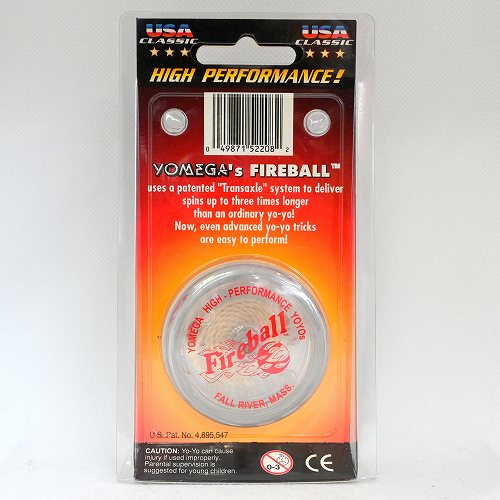 USA USA
CLASSIC CLASSIC
HIGH PERFORMANCE!
0 49871 52208 2
YOMEGA's FIREBALL™
uses a patented "Transaxle" system to deliver
spins up to three times longer
than an ordinary yo-yo!
Now, even advanced yo-yo tricks
are easy to perform!
YOMEGA HIGH - PERFORMANCE YOYOs
Fireball
FALL RIVER, MASS.
U.S. Pat. No. 4,895,547
CAUTION: Yo-Yo can cause
injury if used improperly.
Parental supervision is
suggested for young children.
0-3
CE